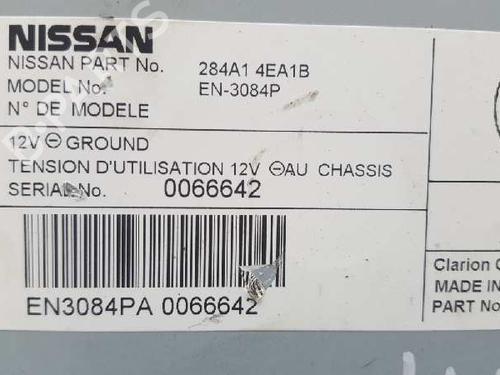 NISSAN
NISSAN PART No. 284A1 4EA1B
MODEL No. EN-3084P
N° DE MODELE
12V ⊖ GROUND
TENSION D'UTILISATION 12V ⊖AU CHASSIS
SERIAL No. 0066642
EN3084PA 0066642
Clarion C
MADE IN
PART No